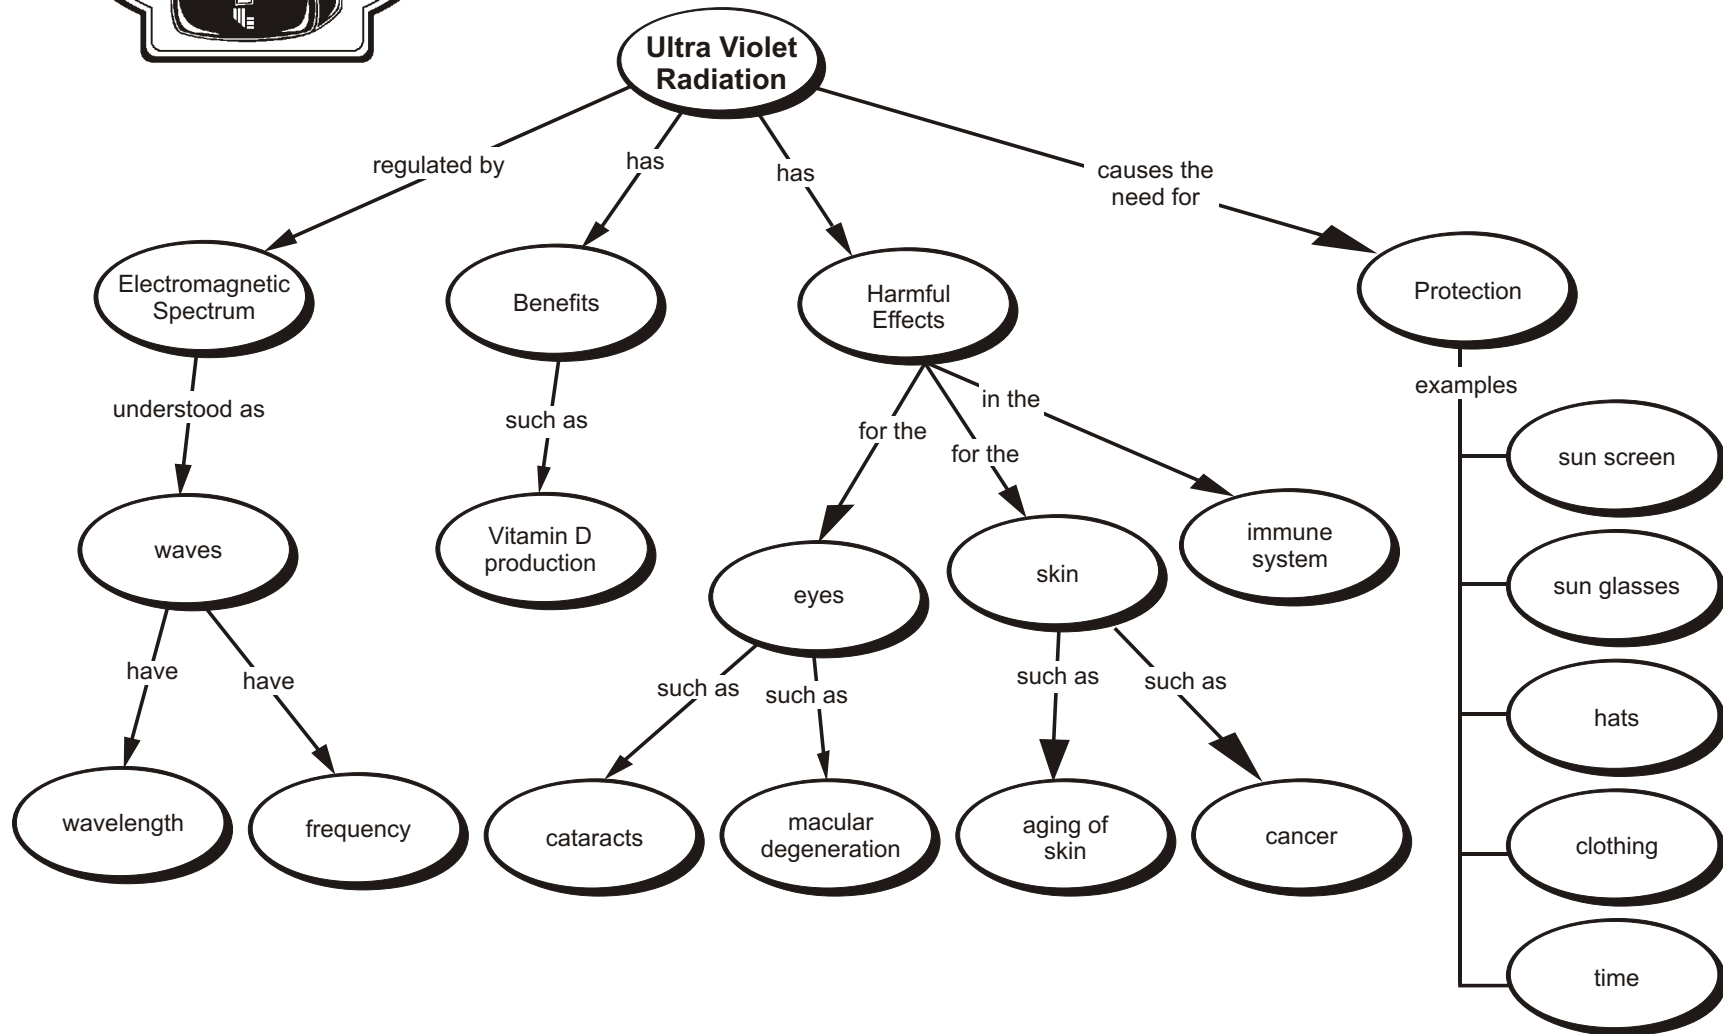 Ultra Violet
Radiation
regulated by
has
has
causes the
need for
Electromagnetic
Spectrum
Benefits
Harmful
Effects
Protection
understood as
such as
for the
for the
in the
examples
waves
Vitamin D
production
eyes
skin
immune
system
sun screen
sun glasses
hats
clothing
time
have
have
such as
such as
such as
such as
wavelength
frequency
cataracts
macular
degeneration
aging of
skin
cancer